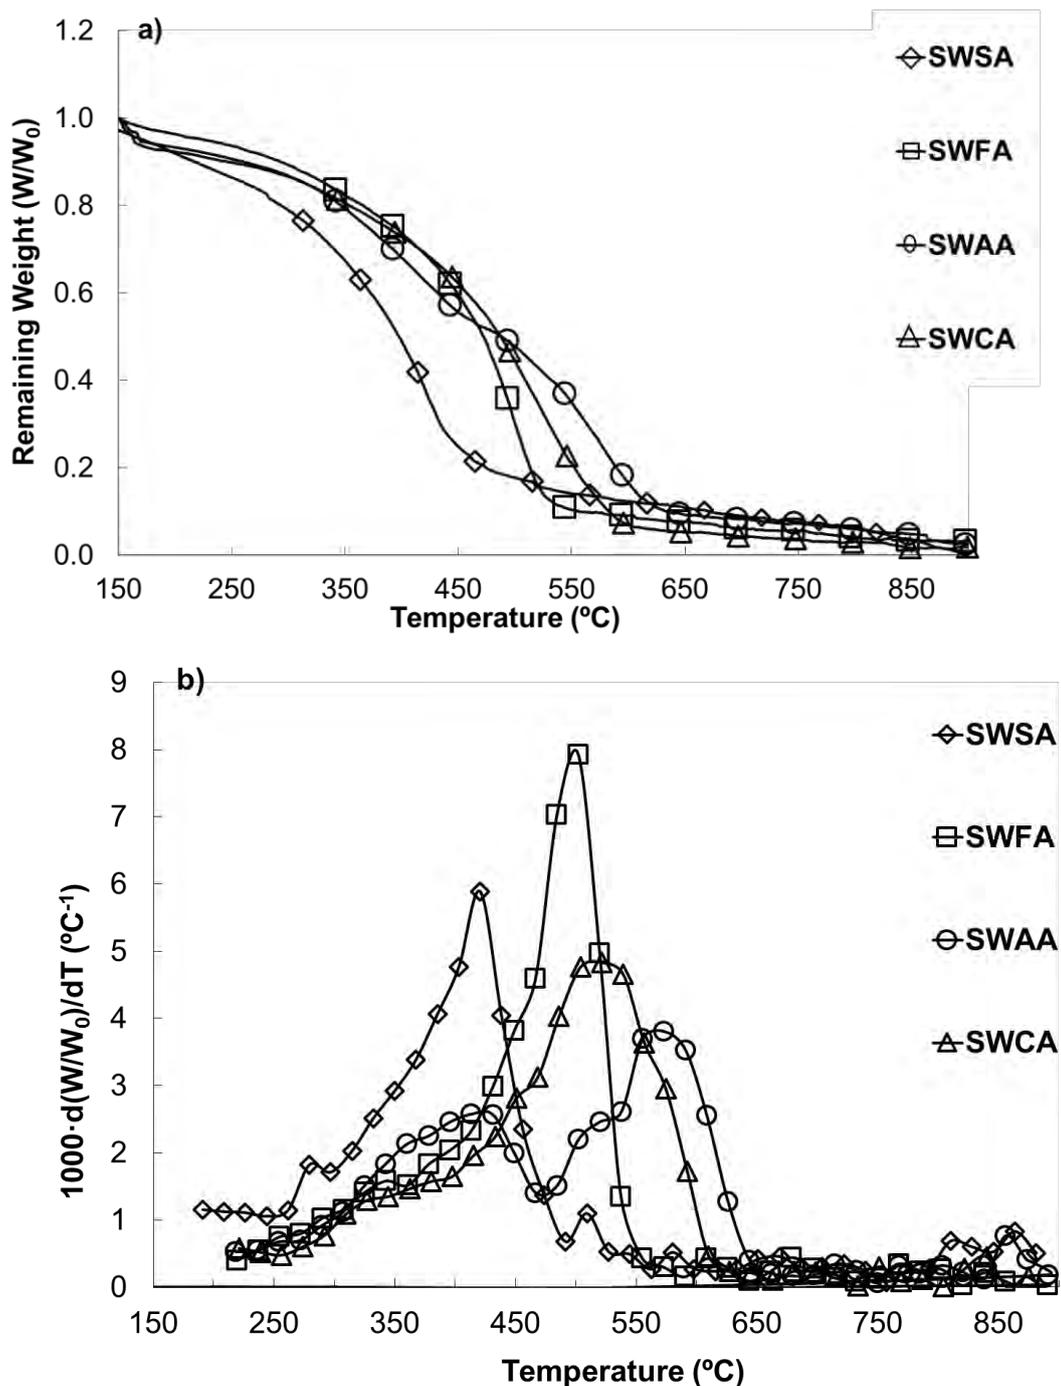 a)
1.2
1.0
0.8
0.6
0.4
0.2
0.0
Remaining Weight (W/W₀)
150 250 350 450 550 650 750 850
Temperature (ºC)
SWSA
SWFA
SWAA
SWCA
b)
9
8
7
6
5
4
3
2
1
0
1000·d(W/W₀)/dT (ºC⁻¹)
150 250 350 450 550 650 750 850
Temperature (ºC)
SWSA
SWFA
SWAA
SWCA